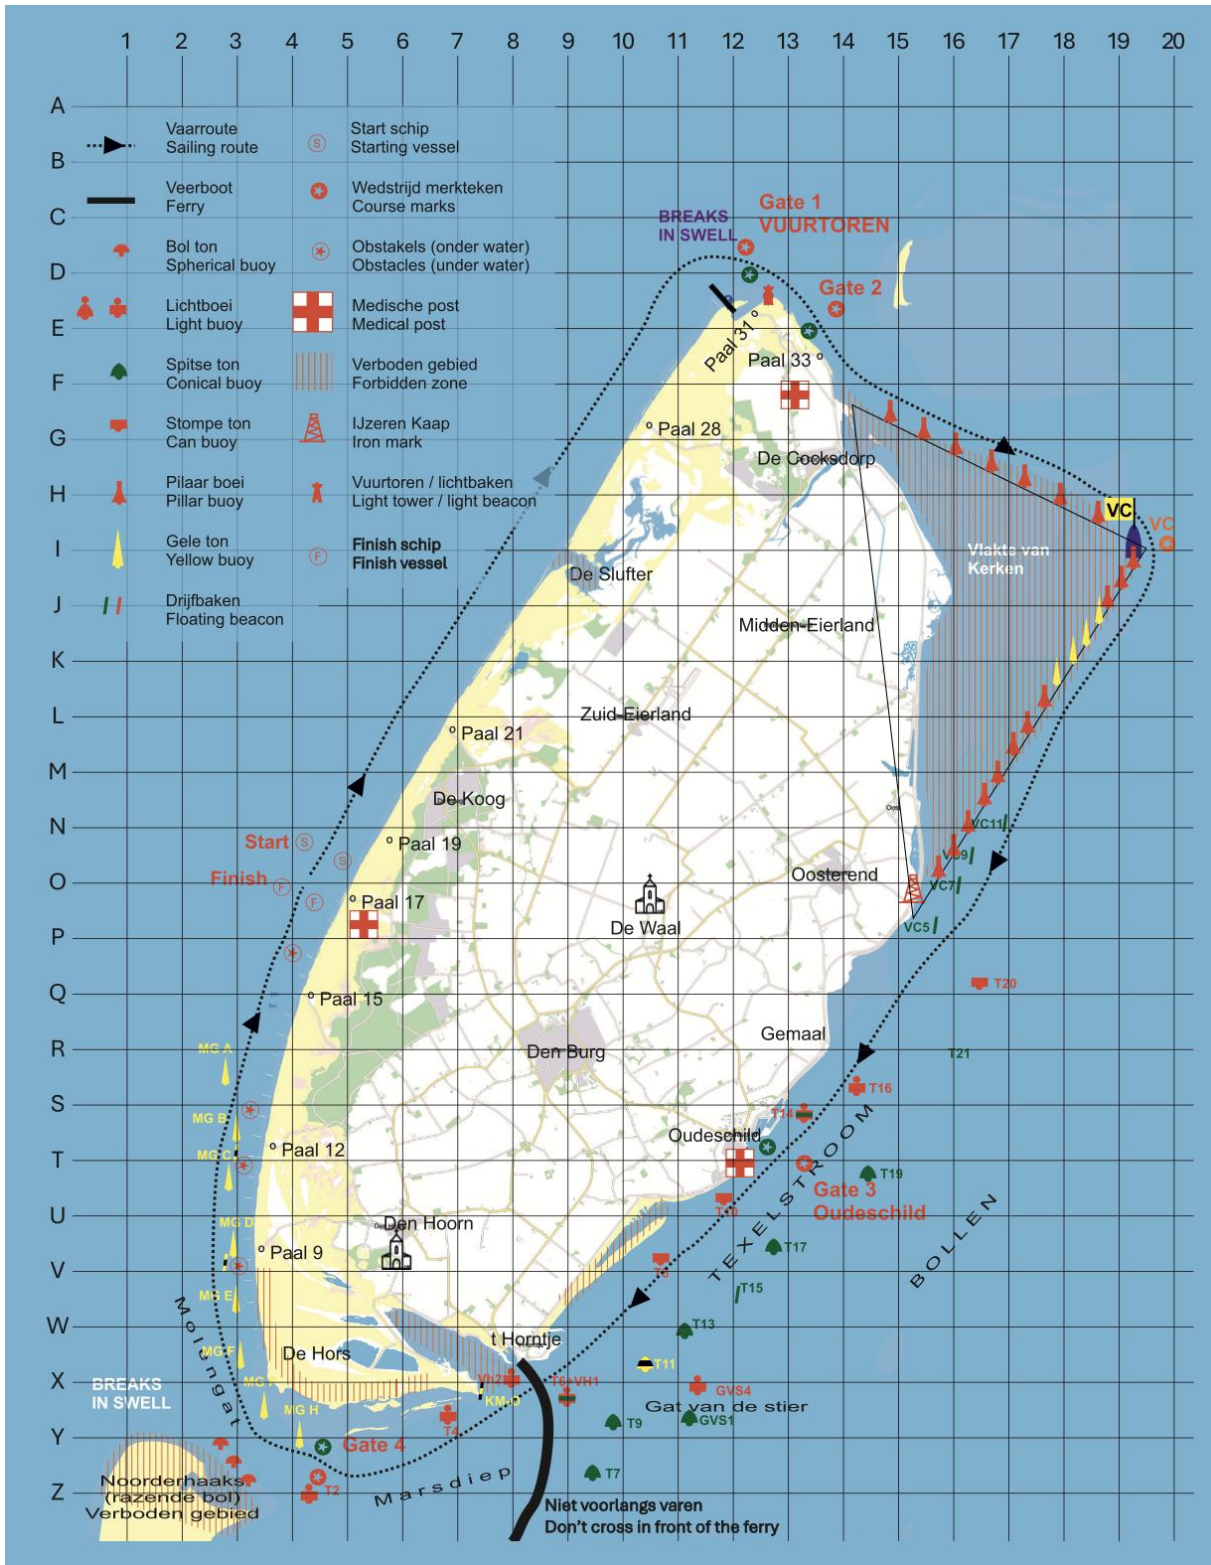 1 2 3 4 5 6 7 8 9 10 11 12 13 14 15 16 17 18 19 20
A
B
C
D
E
F
G
H
I
J
K
L
M
N
O
P
Q
R
S
T
U
V
W
X
Y
Z
Vaarroute
Sailing route
Veerboot
Ferry
Bol ton
Spherical buoy
Lichtboei
Light buoy
Spitse ton
Conical buoy
Stompe ton
Can buoy
Pilaar boei
Pillar buoy
Gele ton
Yellow buoy
Drijfbaken
Floating beacon
S
Start schip
Starting vessel
Wedstrijd merkteken
Course marks
Obstakels (onder water)
Obstacles (under water)
Medische post
Medical post
Verboden gebied
Forbidden zone
IJzeren Kaap
Iron mark
Vuurtoren / lichtbaken
Light tower / light beacon
F
Finish schip
Finish vessel
Gate 1
VUURTOREN
BREAKS
IN SWELL
Gate 2
Paal 31 º
Paal 33 º
º Paal 28
De Cocksdorp
VC
VC
Vlakte van
Kerken
De Slufter
Midden-Eierland
Zuid-Eierland
º Paal 21
De Koog
Start S
S
º Paal 19
Finish F
F
º Paal 17
Oost
VC11
VC9
VC7
VC5
Oosterend
De Waal
T20
º Paal 15
Gemaal
Den Burg
MG A
T21
T16
T14
MG B
Oudeschild
º Paal 12
MG C
T19
Gate 3
Oudeschild
T10
MG D
Den Hoorn
º Paal 9
T17
TEXELSTROOM
BOLLEN
T15
MG E
Molengat
T13
t Horntje
MG F
De Hors
T11
BREAKS
IN SWELL
Vh2
T6+VH1
GVS4
KM-D
Gat van de stier
MG H
T4
T9
GVS1
Gate 4
T7
Noorderhaaks
(razende bol)
Verboden gebied
T2
Marsdiep
Niet voorlangs varen
Don't cross in front of the ferry